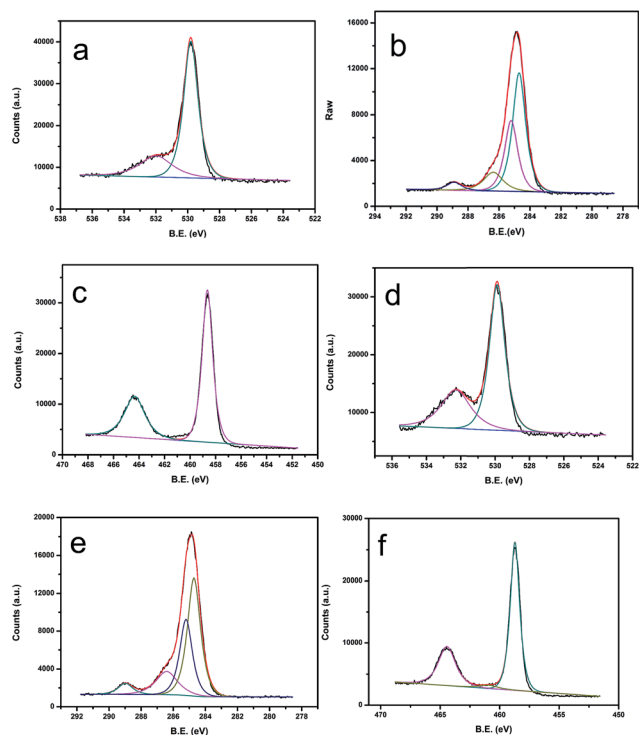 a
Counts (a.u.)
40000
30000
20000
10000
0
538 536 534 532 530 528 526 524 522
B.E. (eV)
b
Raw
16000
12000
8000
4000
0
294 292 290 288 286 284 282 280 278
B.E.(eV)
c
Counts (a.u.)
30000
20000
10000
0
470 468 466 464 462 460 458 456 454 452 450
B.E. (eV)
d
Counts (a.u.)
30000
20000
10000
536 534 532 530 528 526 524 522
B.E. (eV)
e
Counts (a.u.)
20000
16000
12000
8000
4000
0
292 290 288 286 284 282 280 278
B.E. (eV)
f
Counts (a.u.)
30000
20000
10000
0
470 465 460 455 450
B.E. (eV)